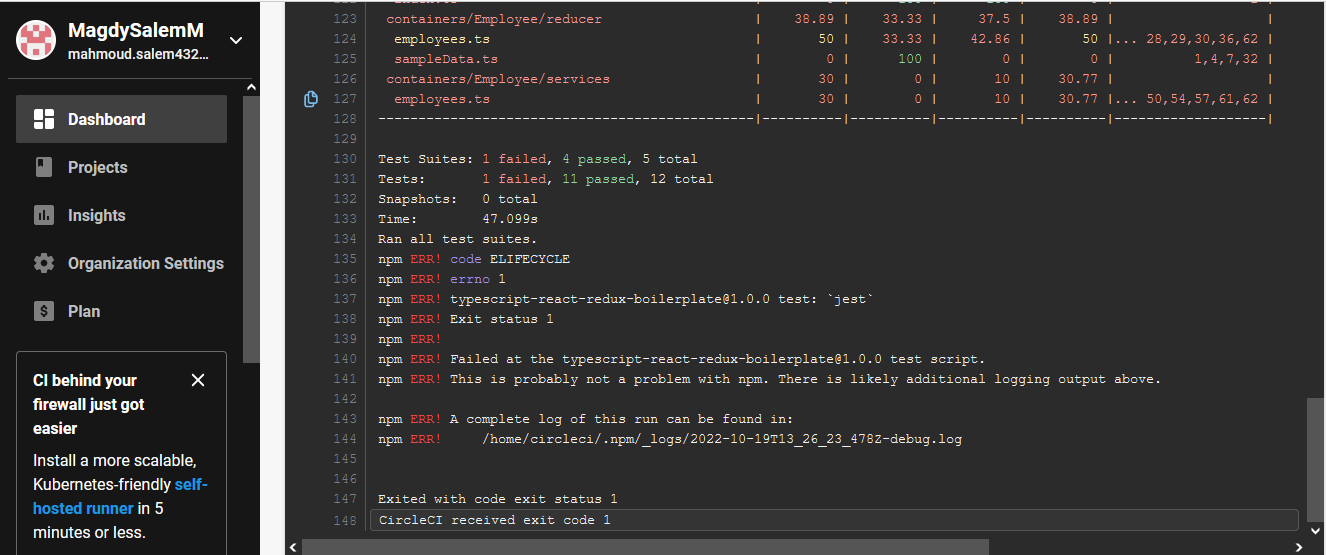 MagdySalemM
mahmoud.salem432...
Dashboard
Projects
Insights
Organization Settings
Plan
CI behind your
firewall just got
easier
Install a more scalable,
Kubernetes-friendly self-
hosted runner in 5
minutes or less.
123 containers/Employee/reducer | 38.89 | 33.33 | 37.5 | 38.89 | |
124 employees.ts | 50 | 33.33 | 42.86 | 50 |... 28,29,30,36,62 |
125 sampleData.ts | 0 | 100 | 0 | 0 | 1,4,7,32 |
126 containers/Employee/services | 30 | 0 | 10 | 30.77 | |
127 employees.ts | 30 | 0 | 10 | 30.77 |... 50,54,57,61,62 |
128 -----------------------------------------------|----------|----------|----------|----------|-------------------|
129
130 Test Suites: 1 failed, 4 passed, 5 total
131 Tests: 1 failed, 11 passed, 12 total
132 Snapshots: 0 total
133 Time: 47.099s
134 Ran all test suites.
135 npm ERR! code ELIFECYCLE
136 npm ERR! errno 1
137 npm ERR! typescript-react-redux-boilerplate@1.0.0 test: `jest`
138 npm ERR! Exit status 1
139 npm ERR!
140 npm ERR! Failed at the typescript-react-redux-boilerplate@1.0.0 test script.
141 npm ERR! This is probably not a problem with npm. There is likely additional logging output above.
142
143 npm ERR! A complete log of this run can be found in:
144 npm ERR! /home/circleci/.npm/_logs/2022-10-19T13_26_23_478Z-debug.log
145
146
147 Exited with code exit status 1
148 CircleCI received exit code 1